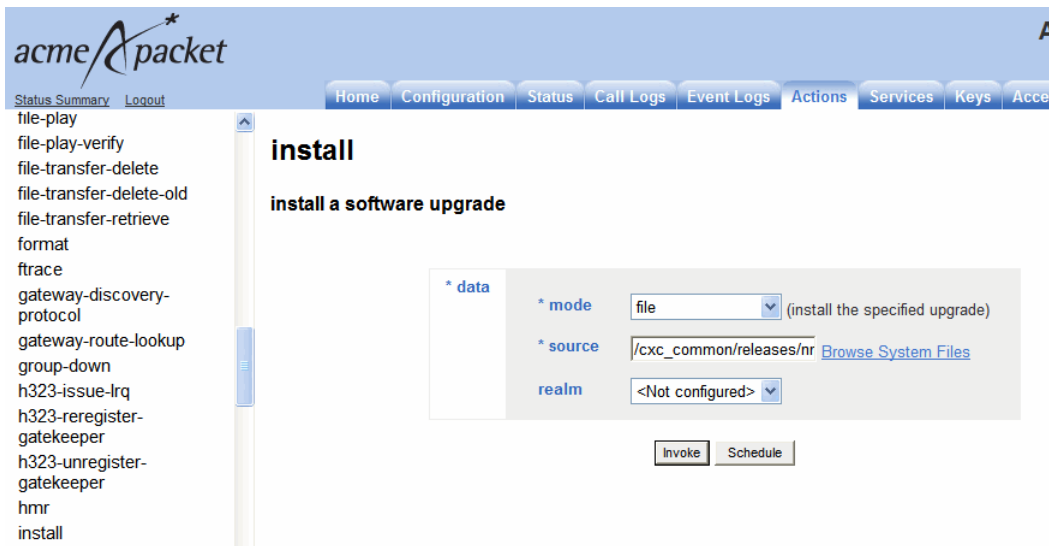 acme packet
A
Status Summary Logout
Home Configuration Status Call Logs Event Logs Actions Services Keys Acce
file-play
file-play-verify
file-transfer-delete
file-transfer-delete-old
file-transfer-retrieve
format
ftrace
gateway-discovery-
protocol
gateway-route-lookup
group-down
h323-issue-lrq
h323-reregister-
gatekeeper
h323-unregister-
gatekeeper
hmr
install
install
install a software upgrade
* data
* mode file (install the specified upgrade)
* source /cxc_common/releases/nr Browse System Files
realm <Not configured>
Invoke Schedule